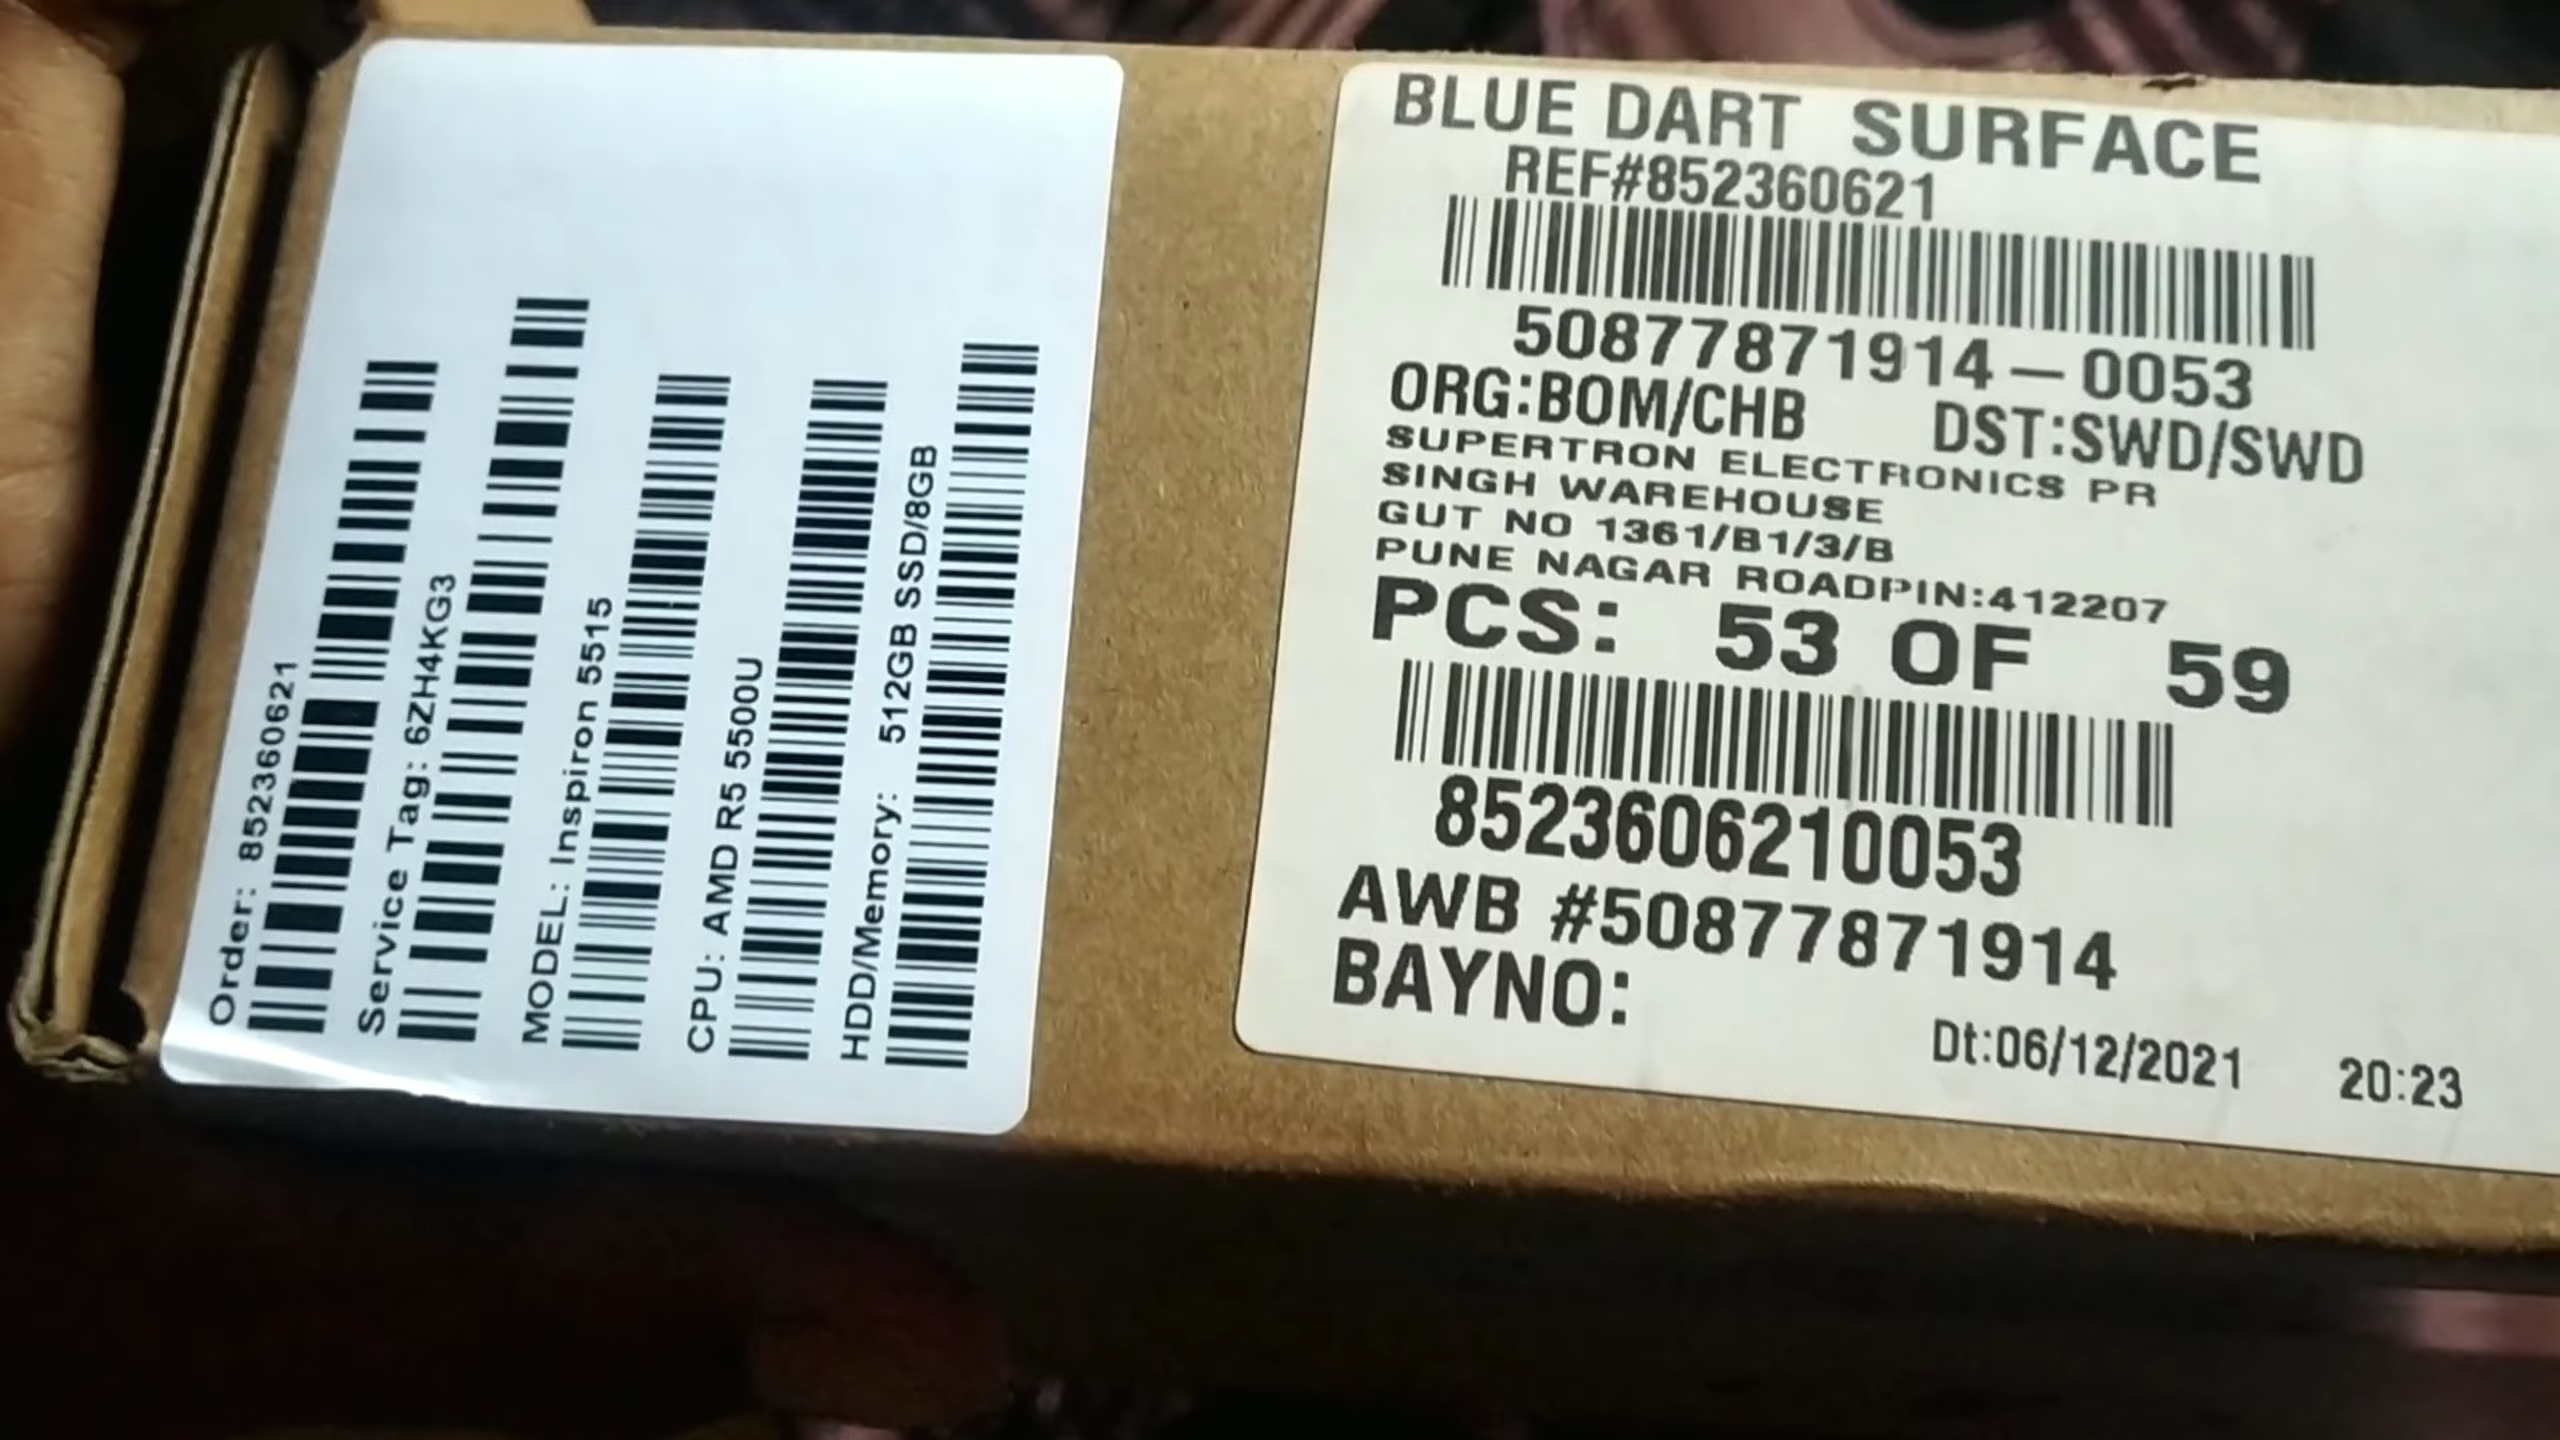 Order: 852360621
Service Tag: 6ZH4KG3
MODEL: Inspiron 5515
CPU: AMD R5 5500U
HDD/Memory: 512GB SSD/8GB
BLUE DART SURFACE
REF#852360621
50877871914-0053
ORG:BOM/CHB DST:SWD/SWD
SUPERTRON ELECTRONICS PR
SINGH WAREHOUSE
GUT NO 1361/B1/3/B
PUNE NAGAR ROADPIN:412207
PCS: 53 OF 59
8523606210053
AWB #50877871914
BAYNO:
Dt:06/12/2021 20:23